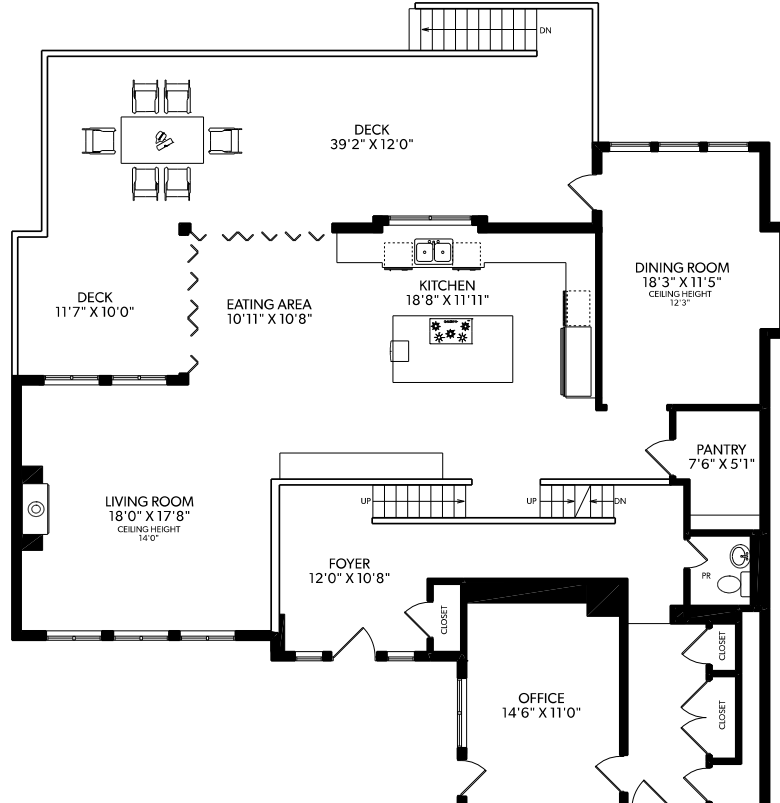 DN
DECK
39'2" X 12'0"
DINING ROOM
18'3" X 11'5"
CEILING HEIGHT
12'3"
KITCHEN
18'8" X 11'11"
DECK
11'7" X 10'0"
EATING AREA
10'11" X 10'8"
PANTRY
7'6" X 5'1"
LIVING ROOM
18'0" X 17'8"
CEILING HEIGHT
14'0"
UP
UP
DN
FOYER
12'0" X 10'8"
PR
CLOSET
CLOSET
OFFICE
14'6" X 11'0"
CLOSET